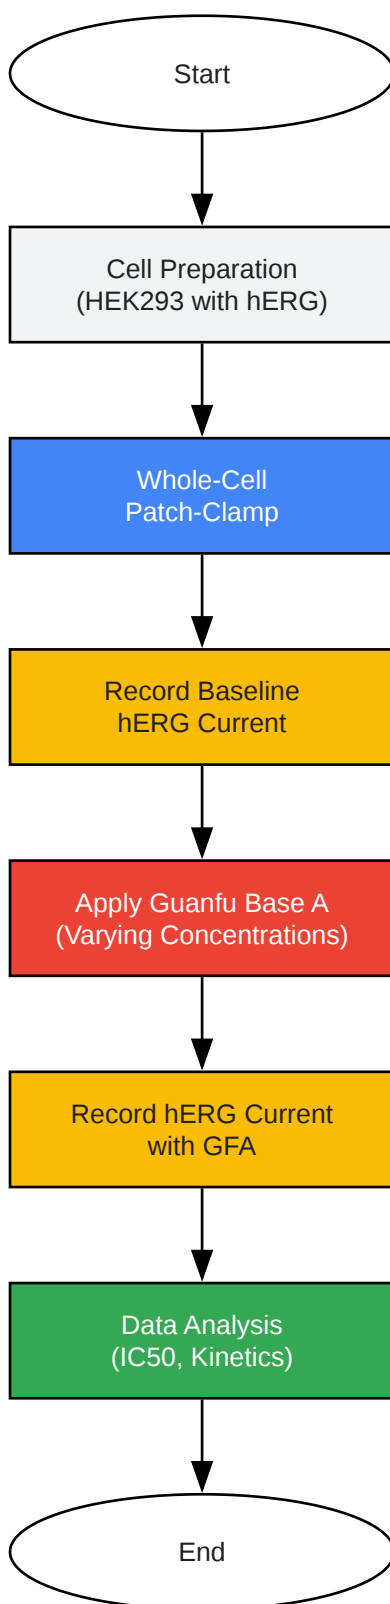 Start
Cell Preparation
(HEK293 with hERG)
Whole-Cell
Patch-Clamp
Record Baseline
hERG Current
Apply Guanfu Base A
(Varying Concentrations)
Record hERG Current
with GFA
Data Analysis
(IC50, Kinetics)
End